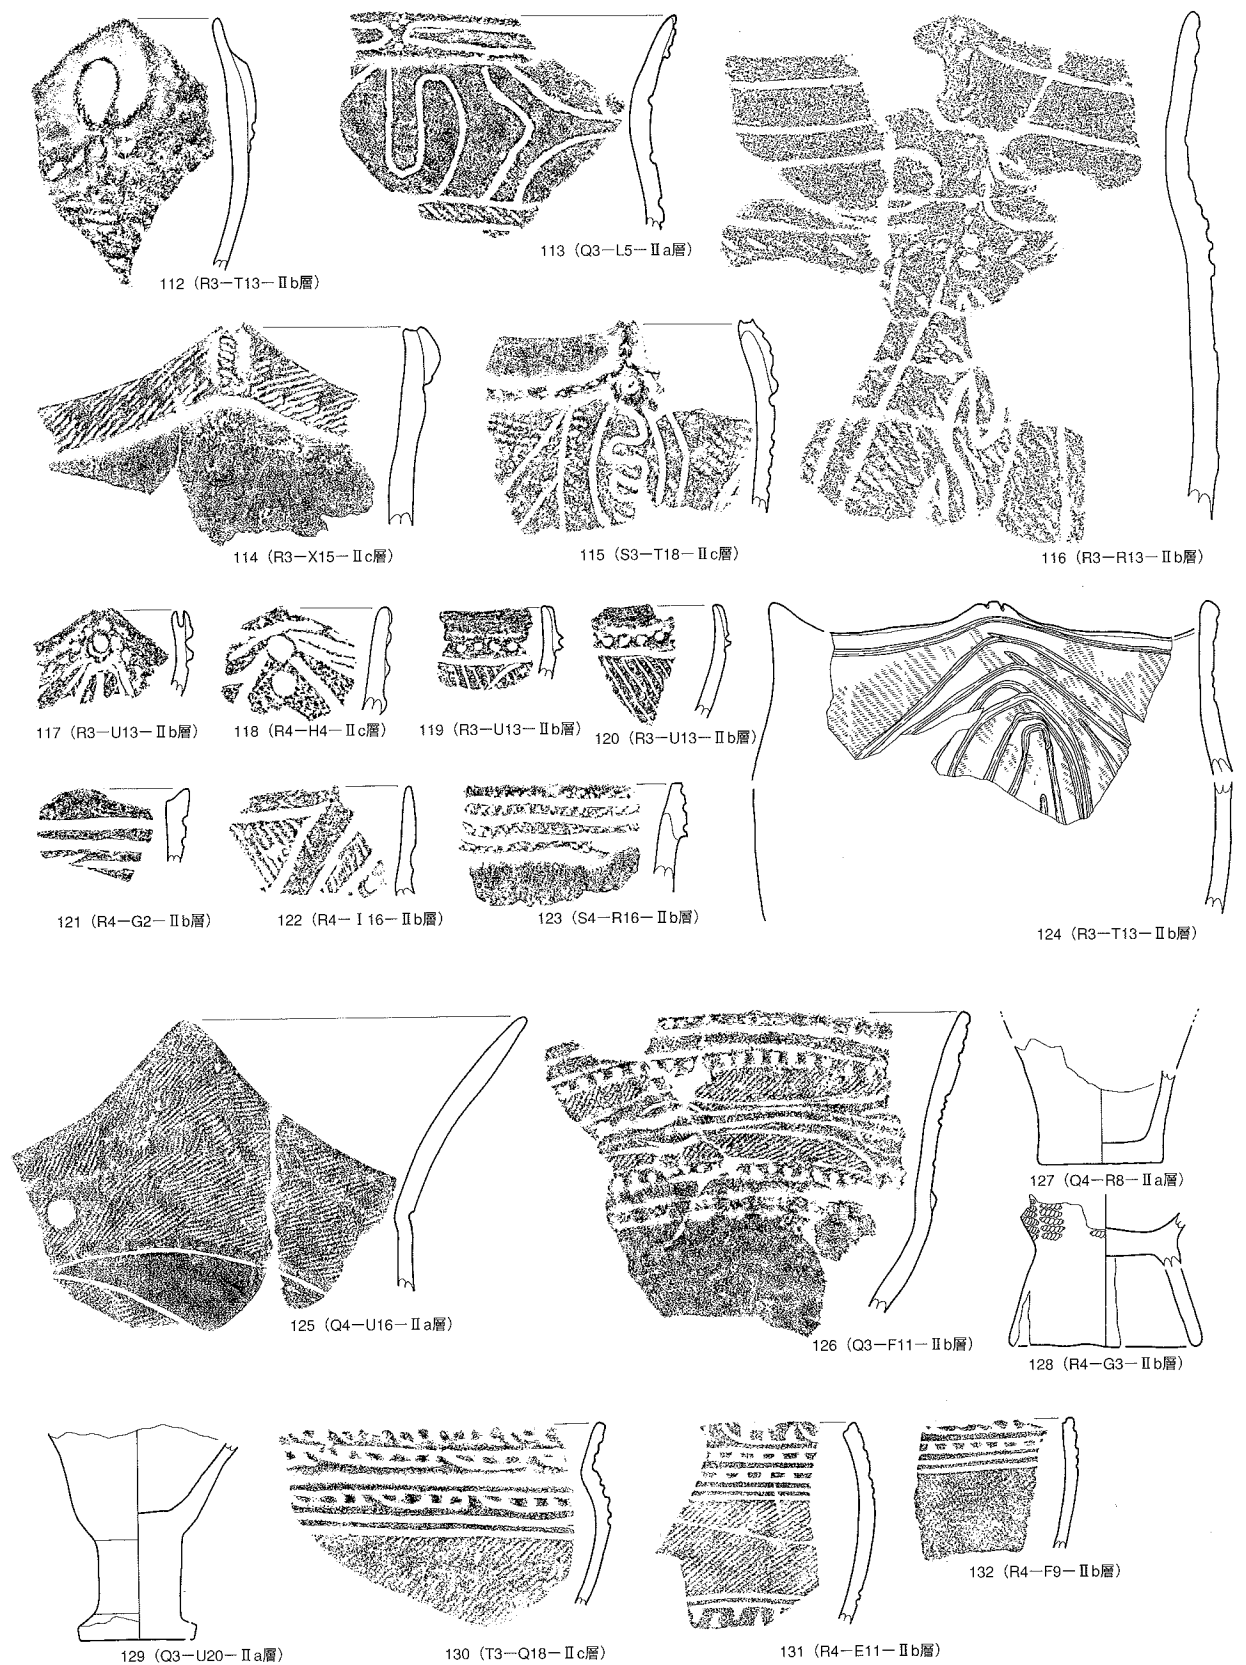 112（R3－T13－Ⅱb層）
113（Q3－L5－Ⅱa層）
114（R3－X15－Ⅱc層）
115（S3－T18－Ⅱc層）
116（R3－R13－Ⅱb層）
117（R3－U13－Ⅱb層）
118（R4－H4－Ⅱc層）
119（R3－U13－Ⅱb層）
120（R3－U13－Ⅱb層）
121（R4－G2－Ⅱb層）
122（R4－I16－Ⅱb層）
123（S4－R16－Ⅱb層）
124（R3－T13－Ⅱb層）
125（Q4－U16－Ⅱa層）
126（Q3－F11－Ⅱb層）
127（Q4－R8－Ⅱa層）
128（R4－G3－Ⅱb層）
129（Q3－U20－Ⅱa層）
130（T3－Q18－Ⅱc層）
131（R4－E11－Ⅱb層）
132（R4－F9－Ⅱb層）